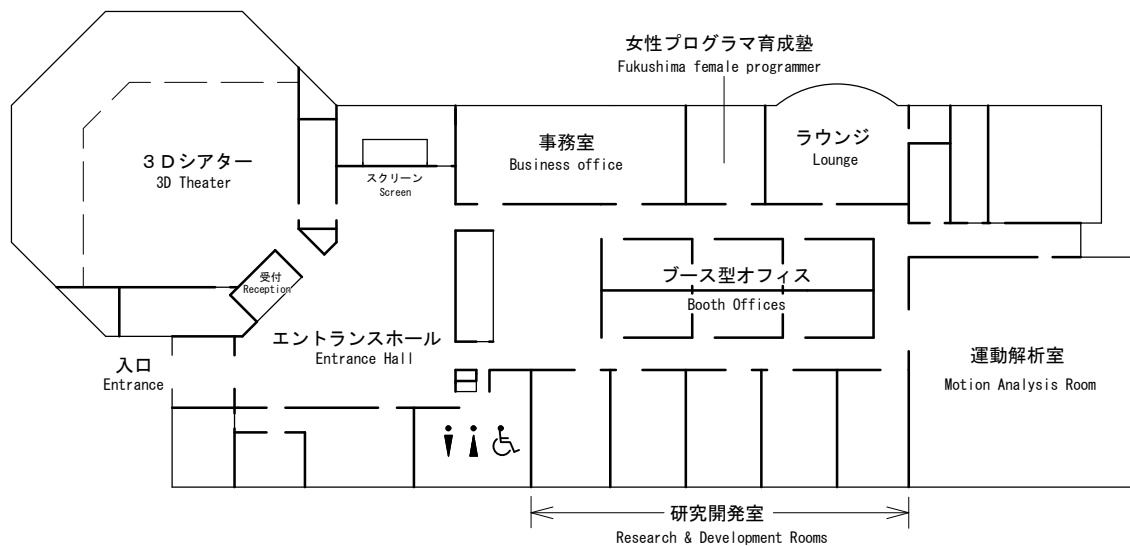 女性プログラマ育成塾
Fukushima female programmer
３Ｄシアター
3D Theater
スクリーン
Screen
事務室
Business office
ラウンジ
Lounge
受付
Reception
ブース型オフィス
Booth Offices
エントランスホール
Entrance Hall
入口
Entrance
運動解析室
Motion Analysis Room
研究開発室
Research & Development Rooms